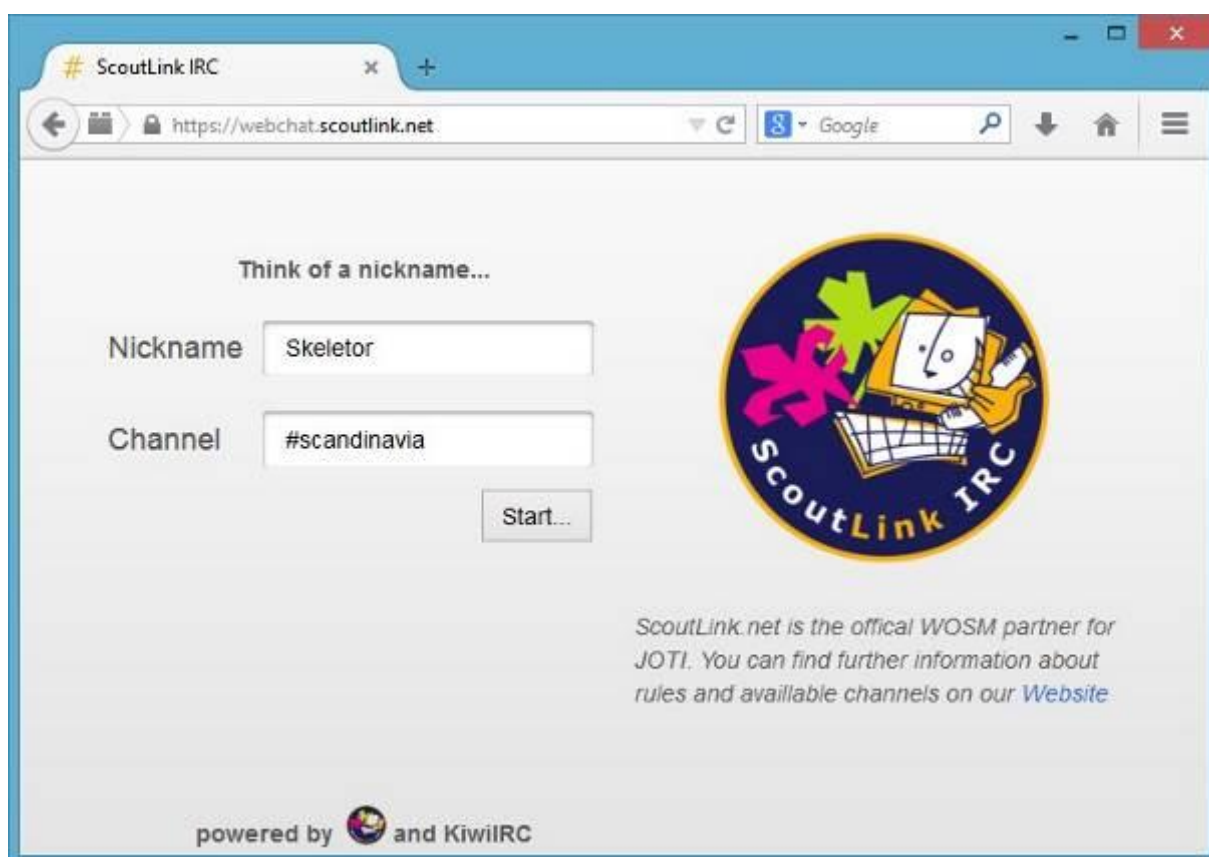 # ScoutLink IRC
https://webchat.scoutlink.net
8 Google
Think of a nickname...
Nickname Skeletor
Channel #scandinavia
Start...
ScoutLink IRC
ScoutLink.net is the offical WOSM partner for
JOTI. You can find further information about
rules and availlable channels on our Website
powered by and KiwiIRC